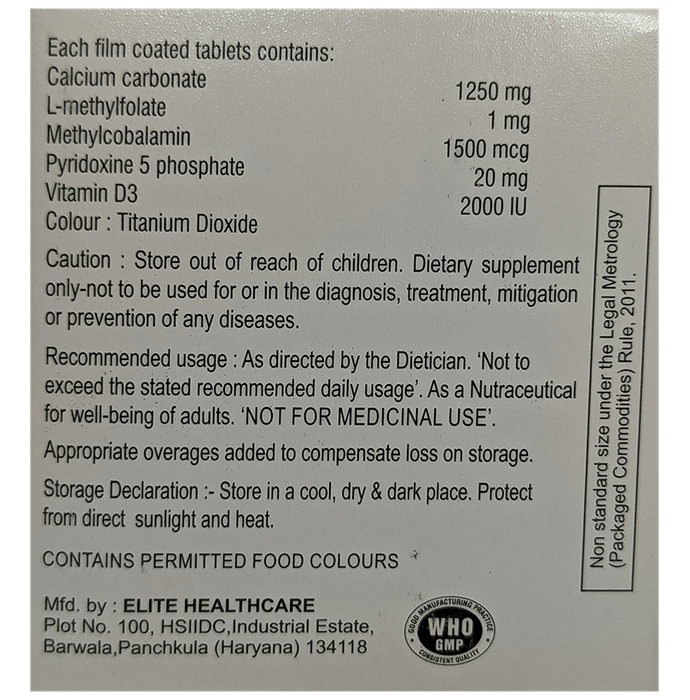 Each film coated tablets contains:
Calcium carbonate 1250 mg
L-methylfolate 1 mg
Methylcobalamin 1500 mcg
Pyridoxine 5 phosphate 20 mg
Vitamin D3 2000 IU
Colour : Titanium Dioxide
Caution : Store out of reach of children. Dietary supplement
only-not to be used for or in the diagnosis, treatment, mitigation
or prevention of any diseases.
Recommended usage : As directed by the Dietician. 'Not to
exceed the stated recommended daily usage'. As a Nutraceutical
for well-being of adults. 'NOT FOR MEDICINAL USE'.
Appropriate overages added to compensate loss on storage.
Storage Declaration :- Store in a cool, dry & dark place. Protect
from direct sunlight and heat.
CONTAINS PERMITTED FOOD COLOURS
Mfd. by : ELITE HEALTHCARE
Plot No. 100, HSIIDC,Industrial Estate,
Barwala,Panchkula (Haryana) 134118
GOOD MANUFACTURING PRACTICE
WHO
GMP
CONSISTENT QUALITY
Non standard size under the Legal Metrology
(Packaged Commodities) Rule, 2011.